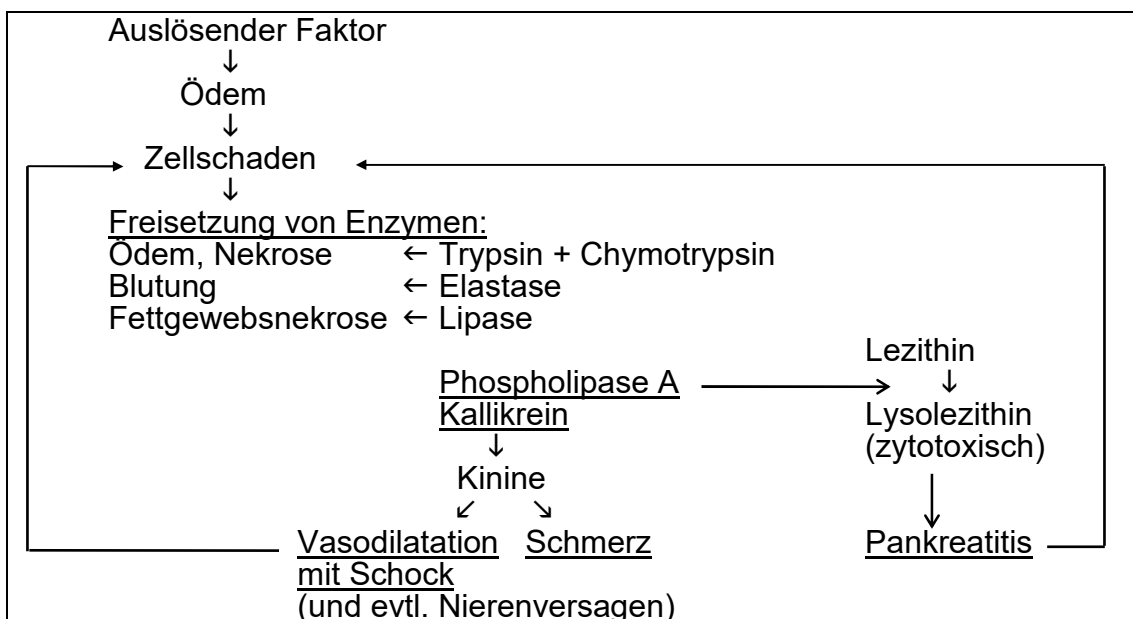 Auslösender Faktor
↓
Ödem
↓
Zellschaden
↓
Freisetzung von Enzymen:
Ödem, Nekrose ← Trypsin + Chymotrypsin
Blutung ← Elastase
Fettgewebsnekrose ← Lipase
Lezithin
Phospholipase A → ↓
Kallikrein Lysolezithin
↓ (zytotoxisch)
Kinine
↙ ↘ ↓
Vasodilatation Schmerz Pankreatitis
mit Schock
(und evtl. Nierenversagen)